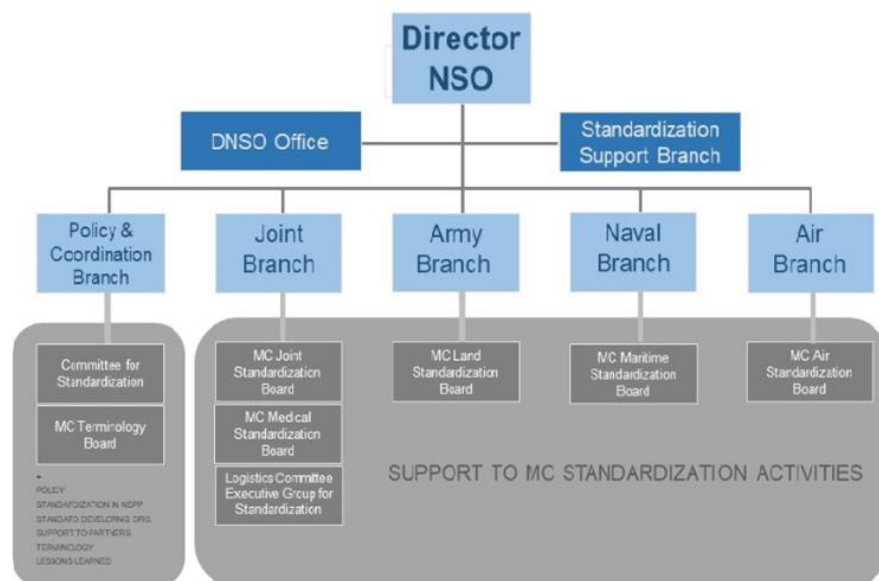 Director
NSO
DNSO Office
Standardization
Support Branch
Policy &
Coordination
Branch
Joint
Branch
Army
Branch
Naval
Branch
Air
Branch
Committee for
Standardization
MC Terminology
Board
MC Joint
Standardization
Board
MC Medical
Standardization
Board
Logistics Committee
Executive Group for
Standardization
MC Land
Standardization
Board
MC Maritime
Standardization
Board
MC Air
Standardization
Board
SUPPORT TO MC STANDARDIZATION ACTIVITIES
-
POLICY
STANDARDIZATION IN NDPP
STANDARD DEVELOPING ORG.
SUPPORT TO PARTNERS
TERMINOLOGY
LESSONS LEARNED